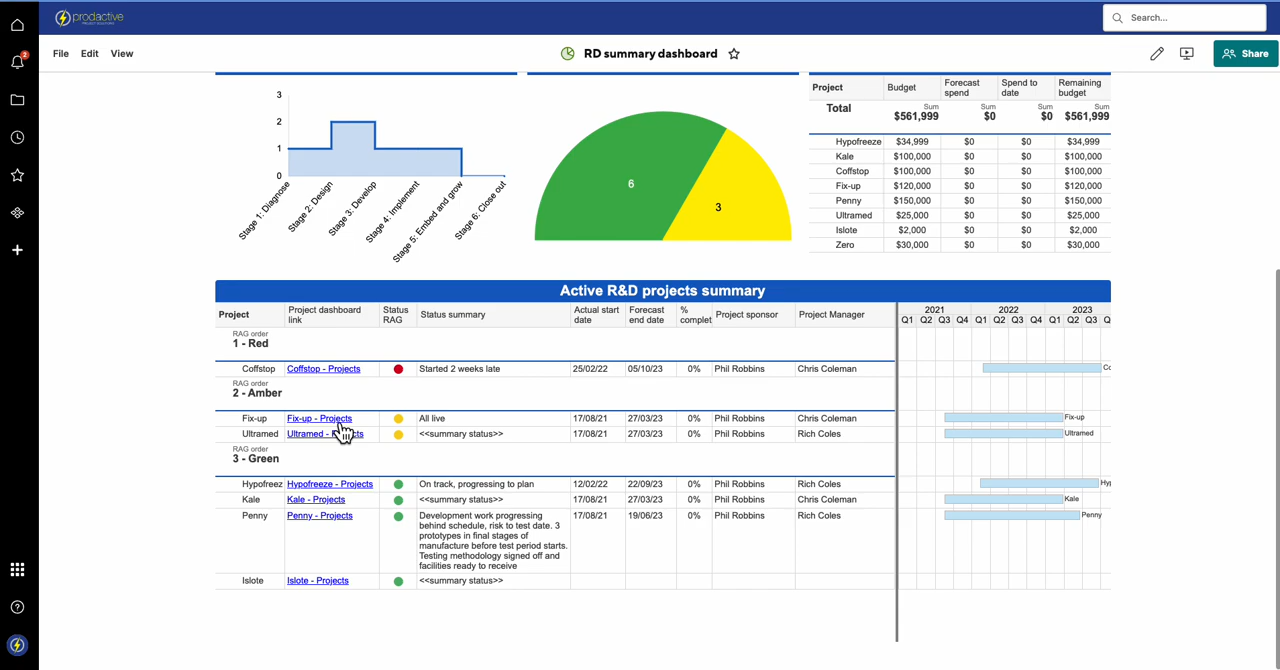 prodactive
PROJECT SOLUTIONS
Search...
2
File Edit View
RD summary dashboard
Share
3
2
1
0
Stage 1: Diagnose
Stage 2: Design
Stage 3: Develop
Stage 4: Implement
Stage 5: Embed and grow
Stage 6: Close out
6
3
Project Budget Forecast spend Spend to date Remaining budget
Total Sum $561,999 Sum $0 Sum $0 Sum $561,999
Hypofreeze $34,999 $0 $0 $34,999
Kale $100,000 $0 $0 $100,000
Coffstop $100,000 $0 $0 $100,000
Fix-up $120,000 $0 $0 $120,000
Penny $150,000 $0 $0 $150,000
Ultramed $25,000 $0 $0 $25,000
Islote $2,000 $0 $0 $2,000
Zero $30,000 $0 $0 $30,000
Active R&D projects summary
Project Project dashboard link Status RAG Status summary Actual start date Forecast end date % complet Project sponsor Project Manager
2021 2022 2023
Q1 Q2 Q3 Q4 Q1 Q2 Q3 Q4 Q1 Q2 Q3 Q
RAG order
1 - Red
Coffstop Coffstop - Projects Started 2 weeks late 25/02/22 05/10/23 0% Phil Robbins Chris Coleman Co
RAG order
2 - Amber
Fix-up Fix-up - Projects All live 17/08/21 27/03/23 0% Phil Robbins Chris Coleman Fix-up
Ultramed Ultramed - Projects <<summary status>> 17/08/21 27/03/23 0% Phil Robbins Rich Coles Ultramed
RAG order
3 - Green
Hypofreez Hypofreeze - Projects On track, progressing to plan 12/02/22 22/09/23 0% Phil Robbins Rich Coles Hyp
Kale Kale - Projects <<summary status>> 17/08/21 27/03/23 0% Phil Robbins Chris Coleman Kale
Penny Penny - Projects Development work progressing 17/08/21 19/06/23 0% Phil Robbins Rich Coles Penny
behind schedule, risk to test date. 3
prototypes in final stages of
manufacture before test period starts.
Testing methodology signed off and
facilities ready to receive
Islote Islote - Projects <<summary status>>